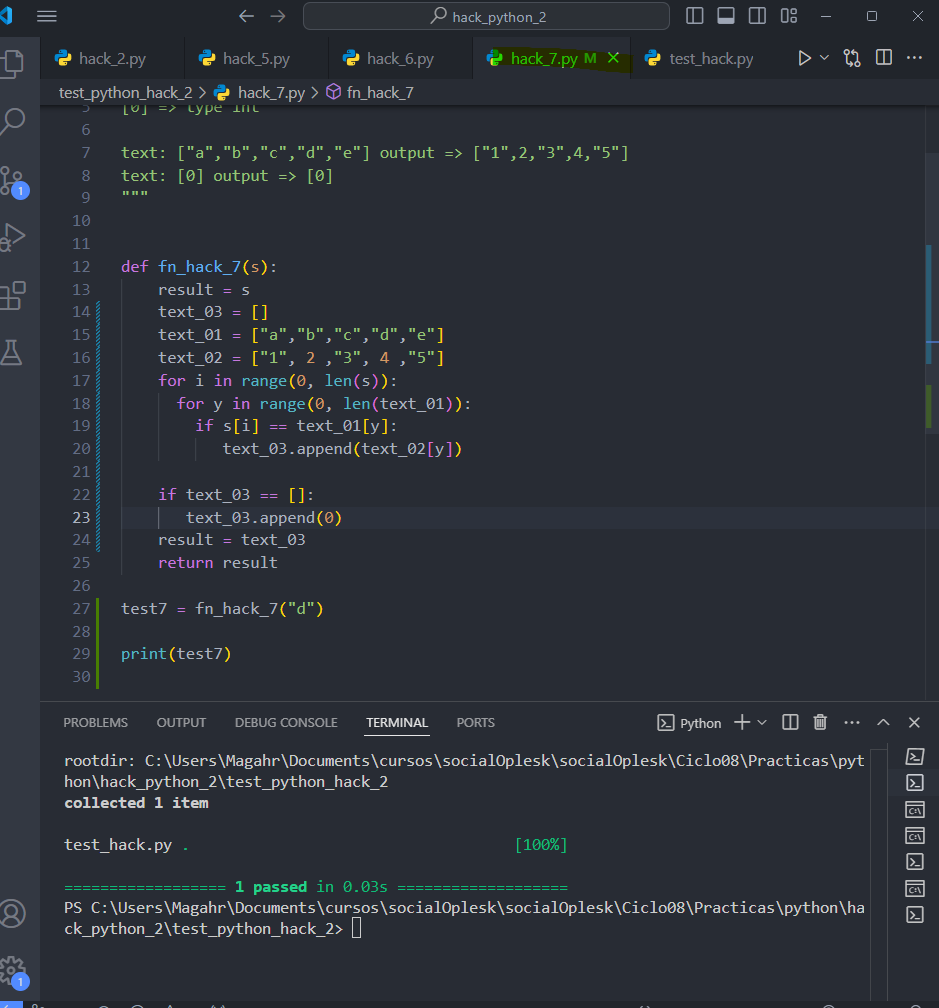 hack_python_2
hack_2.py hack_5.py hack_6.py hack_7.py M test_hack.py
test_python_hack_2 > hack_7.py > fn_hack_7
5 [0] => type int
6
7 text: ["a","b","c","d","e"] output => ["1",2,"3",4,"5"]
8 text: [0] output => [0]
9 """
10
11
12 def fn_hack_7(s):
13 result = s
14 text_03 = []
15 text_01 = ["a","b","c","d","e"]
16 text_02 = ["1", 2 ,"3", 4 ,"5"]
17 for i in range(0, len(s)):
18 for y in range(0, len(text_01)):
19 if s[i] == text_01[y]:
20 text_03.append(text_02[y])
21
22 if text_03 == []:
23 text_03.append(0)
24 result = text_03
25 return result
26
27 test7 = fn_hack_7("d")
28
29 print(test7)
30
PROBLEMS OUTPUT DEBUG CONSOLE TERMINAL PORTS Python
rootdir: C:\Users\Magahr\Documents\cursos\socialOplesk\socialOplesk\Ciclo08\Practicas\pyt
hon\hack_python_2\test_python_hack_2
collected 1 item
test_hack.py . [100%]
================== 1 passed in 0.03s ===================
PS C:\Users\Magahr\Documents\cursos\socialOplesk\socialOplesk\Ciclo08\Practicas\python\ha
ck_python_2\test_python_hack_2>
1
1